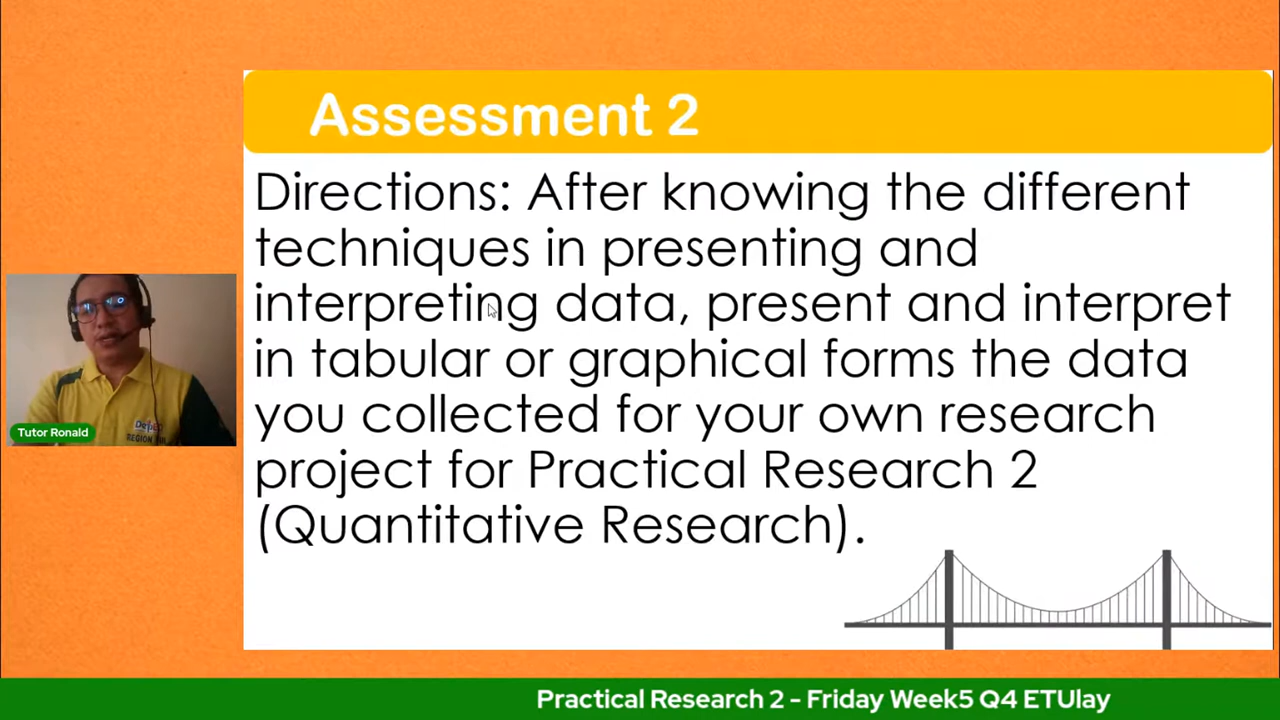 Assessment 2
Directions: After knowing the different
techniques in presenting and
interpreting data, present and interpret
in tabular or graphical forms the data
you collected for your own research
project for Practical Research 2
(Quantitative Research).
DepEd
REGION
Tutor Ronald
Practical Research 2 - Friday Week5 Q4 ETUlay